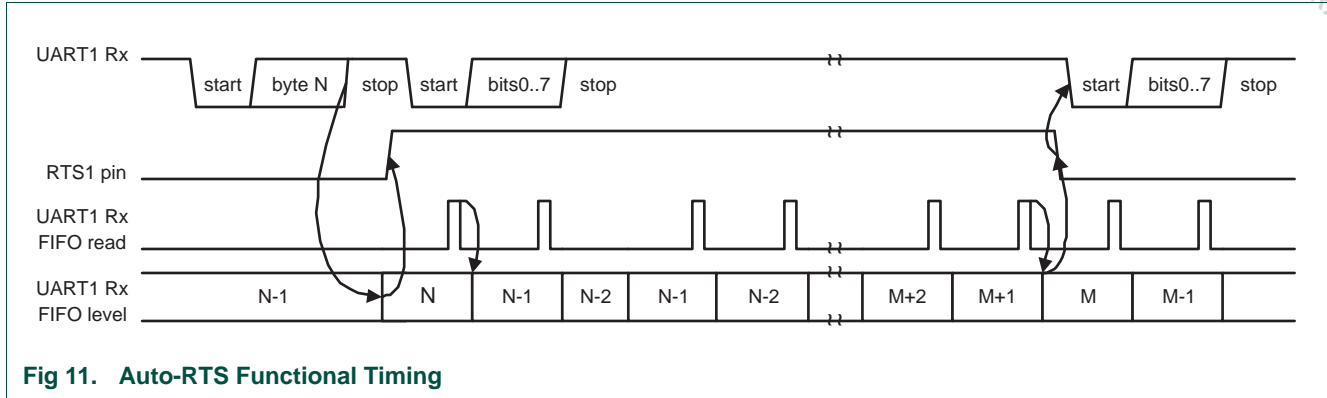 UART1 Rx
start byte N stop start bits0..7 stop start bits0..7 stop
RTS1 pin
UART1 Rx
FIFO read
UART1 Rx
FIFO level
N-1 N N-1 N-2 N-1 N-2 M+2 M+1 M M-1
Fig 11. Auto-RTS Functional Timing